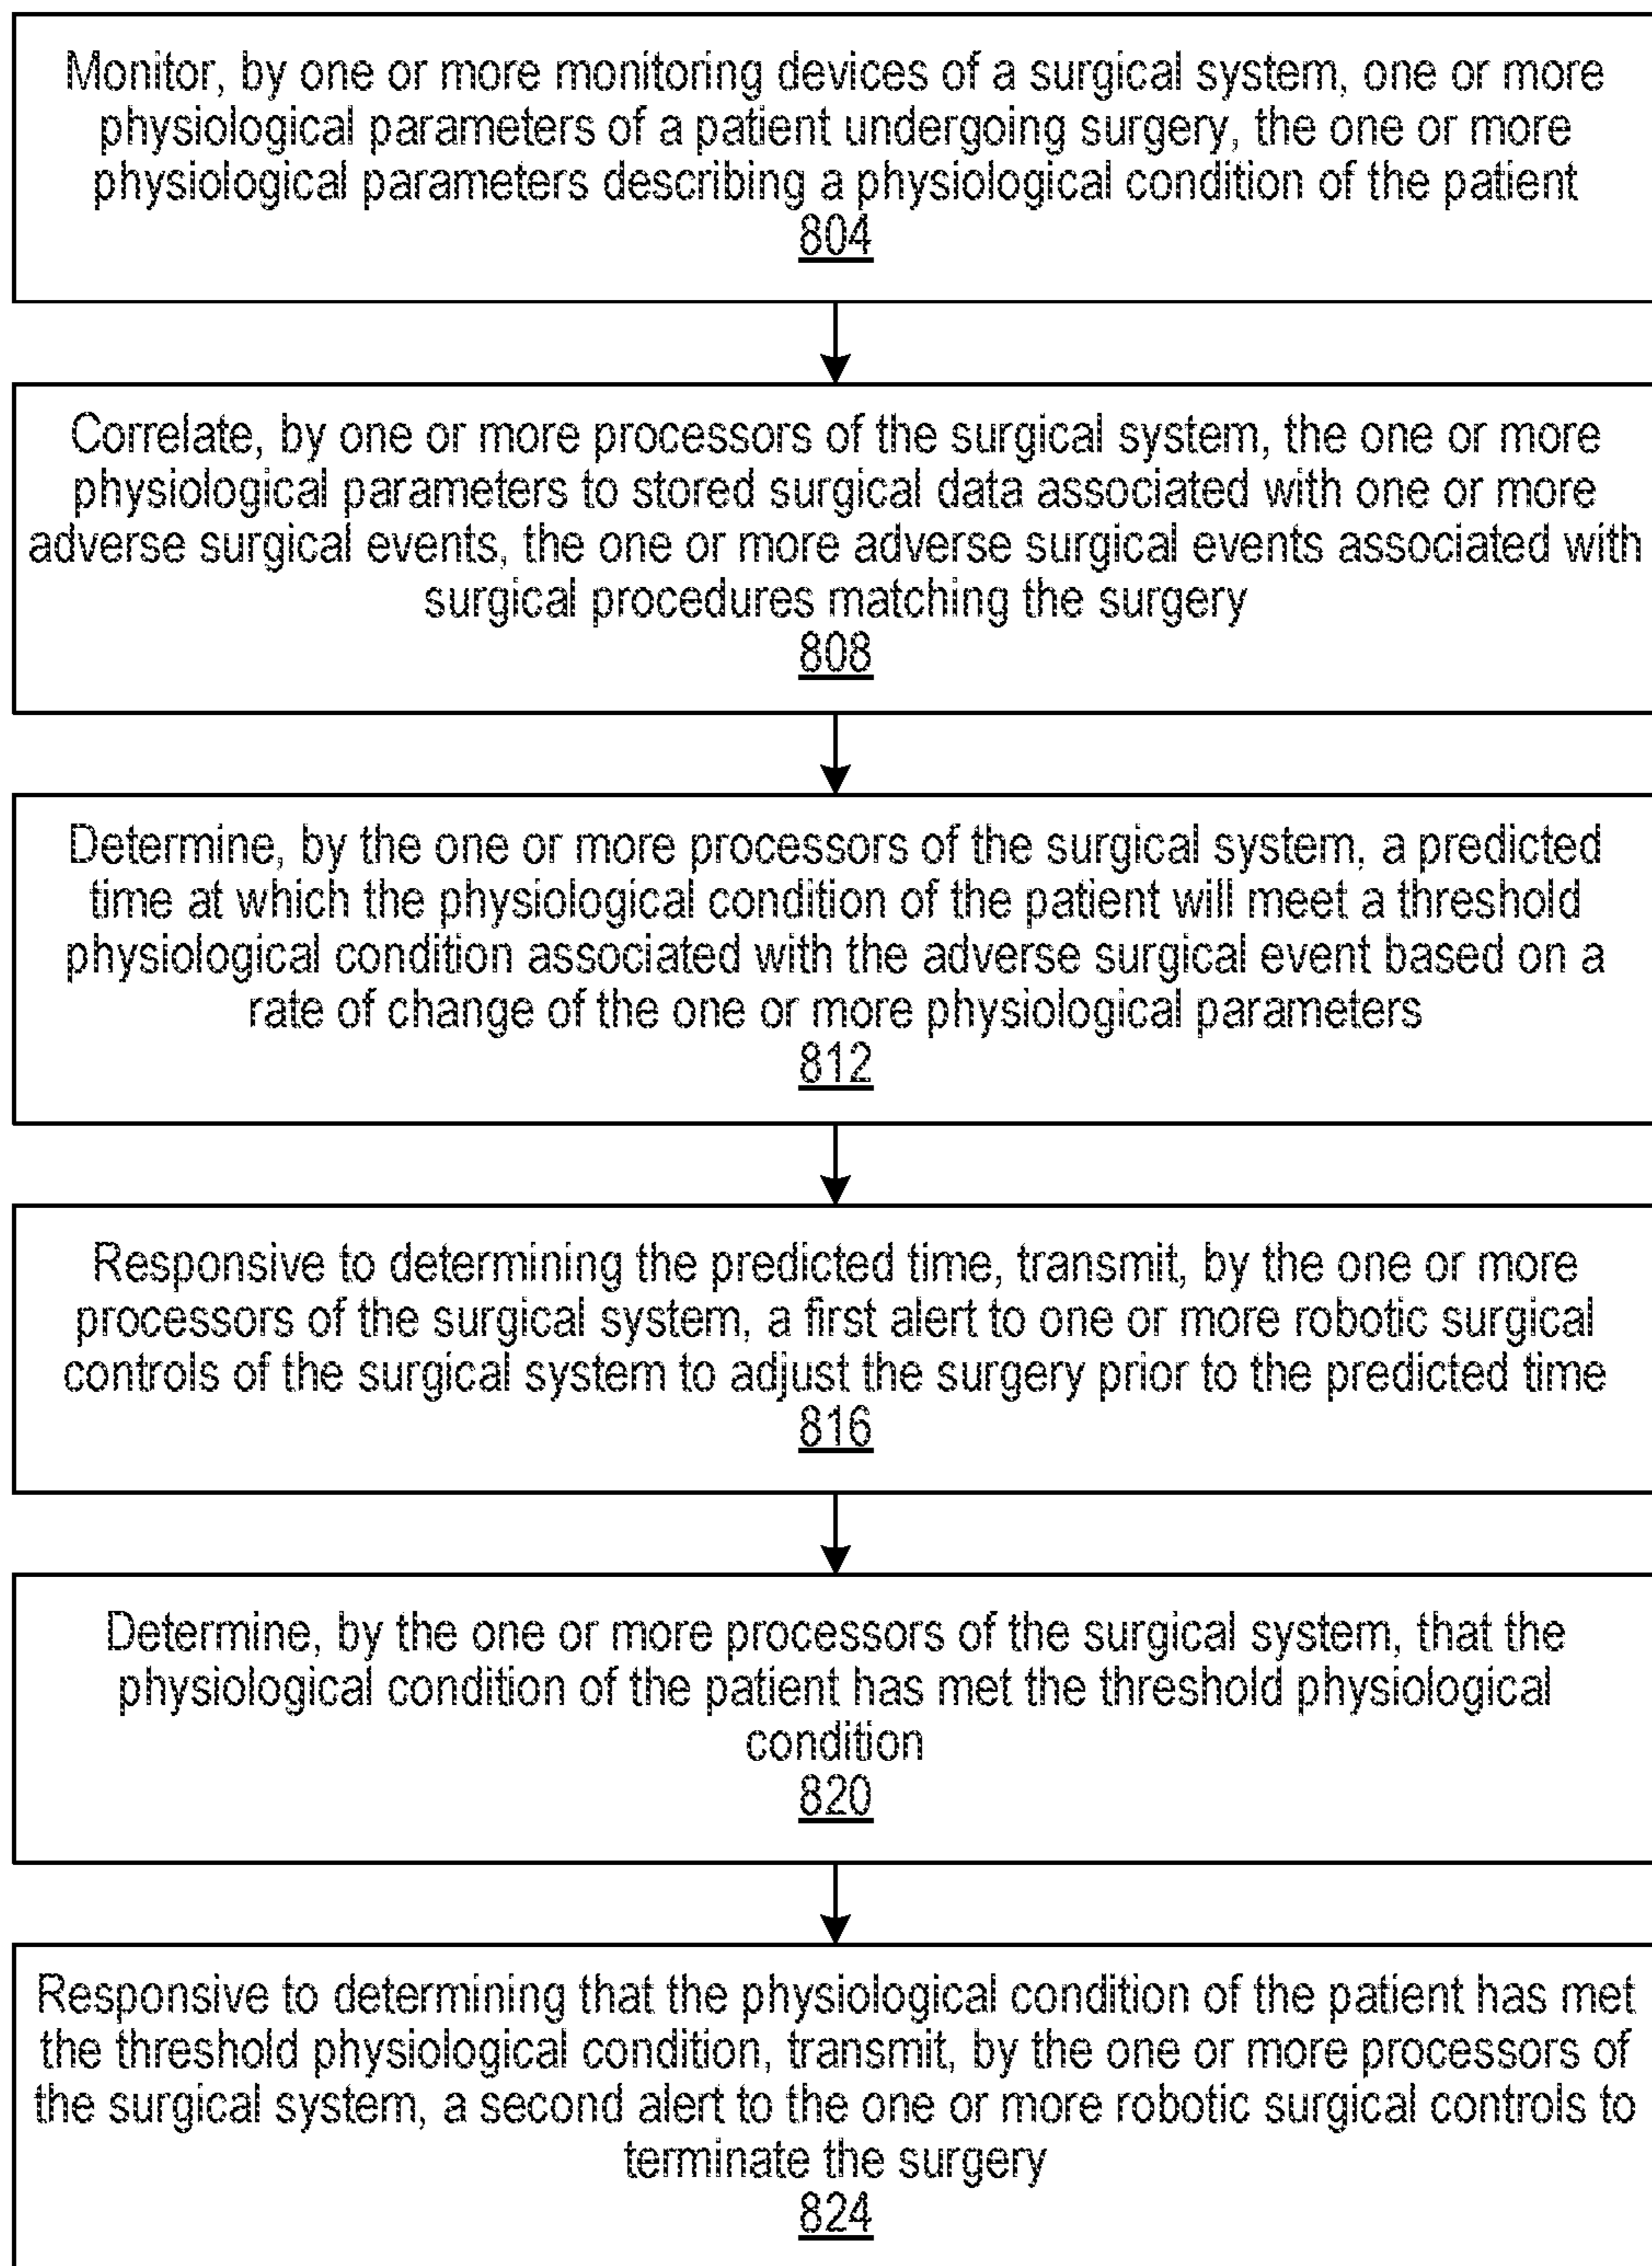 Monitor, by one or more monitoring devices of a surgical system, one or more
physiological parameters of a patient undergoing surgery, the one or more
physiological parameters describing a physiological condition of the patient
804
Correlate, by one or more processors of the surgical system, the one or more
physiological parameters to stored surgical data associated with one or more
adverse surgical events, the one or more adverse surgical events associated with
surgical procedures matching the surgery
808
Determine, by the one or more processors of the surgical system, a predicted
time at which the physiological condition of the patient will meet a threshold
physiological condition associated with the adverse surgical event based on a
rate of change of the one or more physiological parameters
812
Responsive to determining the predicted time, transmit, by the one or more
processors of the surgical system, a first alert to one or more robotic surgical
controls of the surgical system to adjust the surgery prior to the predicted time
816
Determine, by the one or more processors of the surgical system, that the
physiological condition of the patient has met the threshold physiological
condition
820
Responsive to determining that the physiological condition of the patient has met
the threshold physiological condition, transmit, by the one or more processors of
the surgical system, a second alert to the one or more robotic surgical controls to
terminate the surgery
824